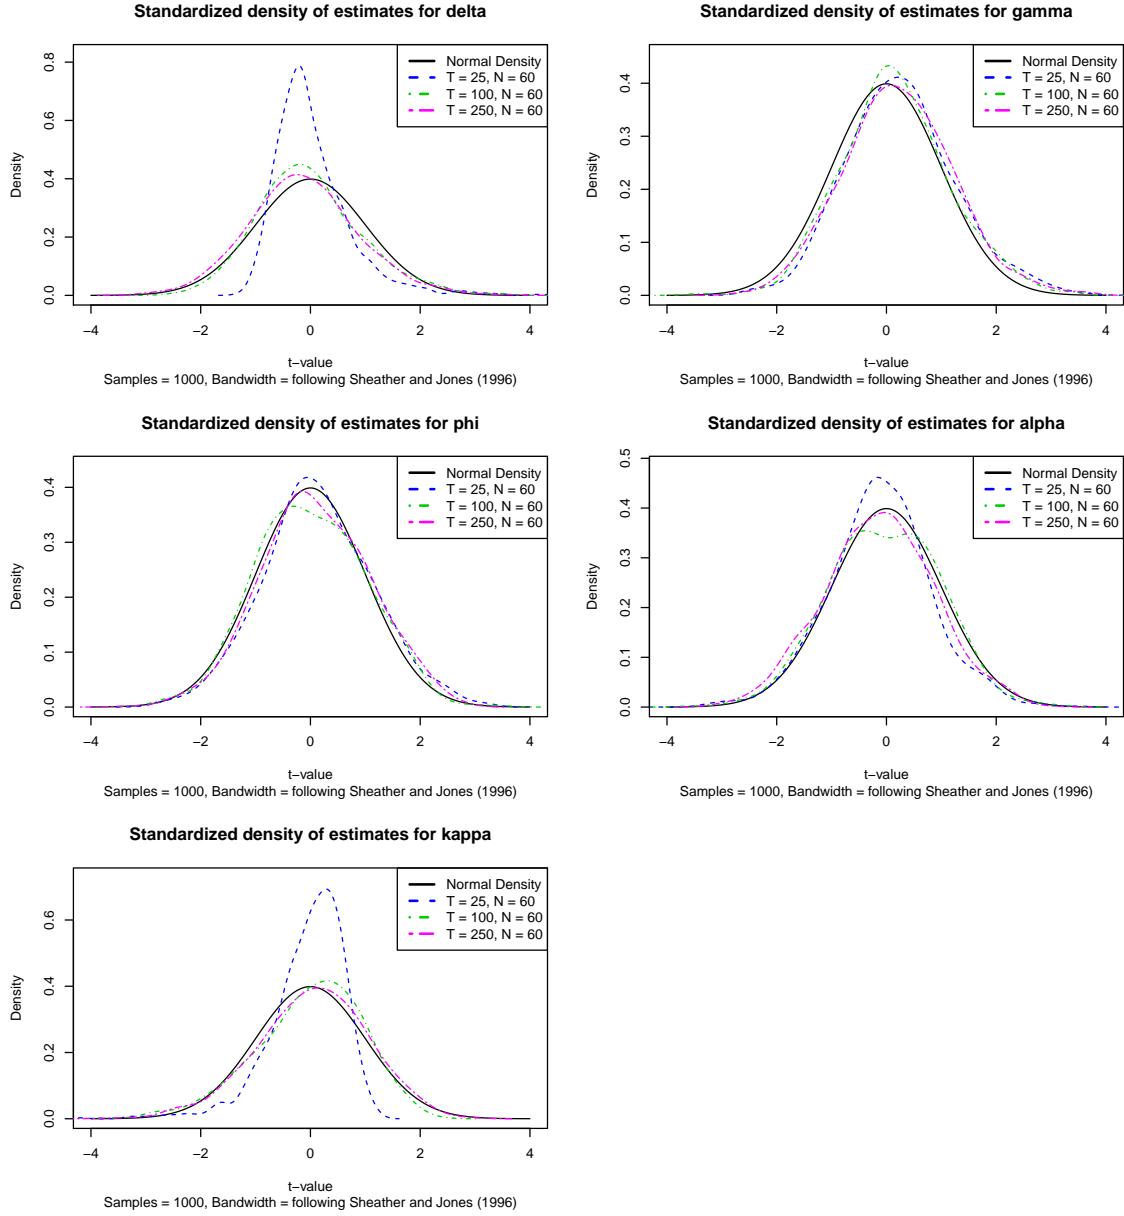 Standardized density of estimates for delta
Density
0.0
0.2
0.4
0.6
0.8
−4
−2
0
2
4
Normal Density
T = 25, N = 60
T = 100, N = 60
T = 250, N = 60
t−value
Samples = 1000, Bandwidth = following Sheather and Jones (1996)
Standardized density of estimates for gamma
Density
0.0
0.1
0.2
0.3
0.4
−4
−2
0
2
4
Normal Density
T = 25, N = 60
T = 100, N = 60
T = 250, N = 60
t−value
Samples = 1000, Bandwidth = following Sheather and Jones (1996)
Standardized density of estimates for phi
Density
0.0
0.1
0.2
0.3
0.4
−4
−2
0
2
4
Normal Density
T = 25, N = 60
T = 100, N = 60
T = 250, N = 60
t−value
Samples = 1000, Bandwidth = following Sheather and Jones (1996)
Standardized density of estimates for alpha
Density
0.0
0.1
0.2
0.3
0.4
0.5
−4
−2
0
2
4
Normal Density
T = 25, N = 60
T = 100, N = 60
T = 250, N = 60
t−value
Samples = 1000, Bandwidth = following Sheather and Jones (1996)
Standardized density of estimates for kappa
Density
0.0
0.2
0.4
0.6
−4
−2
0
2
4
Normal Density
T = 25, N = 60
T = 100, N = 60
T = 250, N = 60
t−value
Samples = 1000, Bandwidth = following Sheather and Jones (1996)